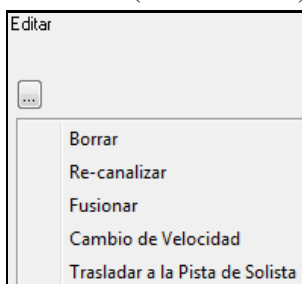 Editar
...
Borrar
Re-canalizar
Fusionar
Cambio de Velocidad
Trasladar a la Pista de Solista